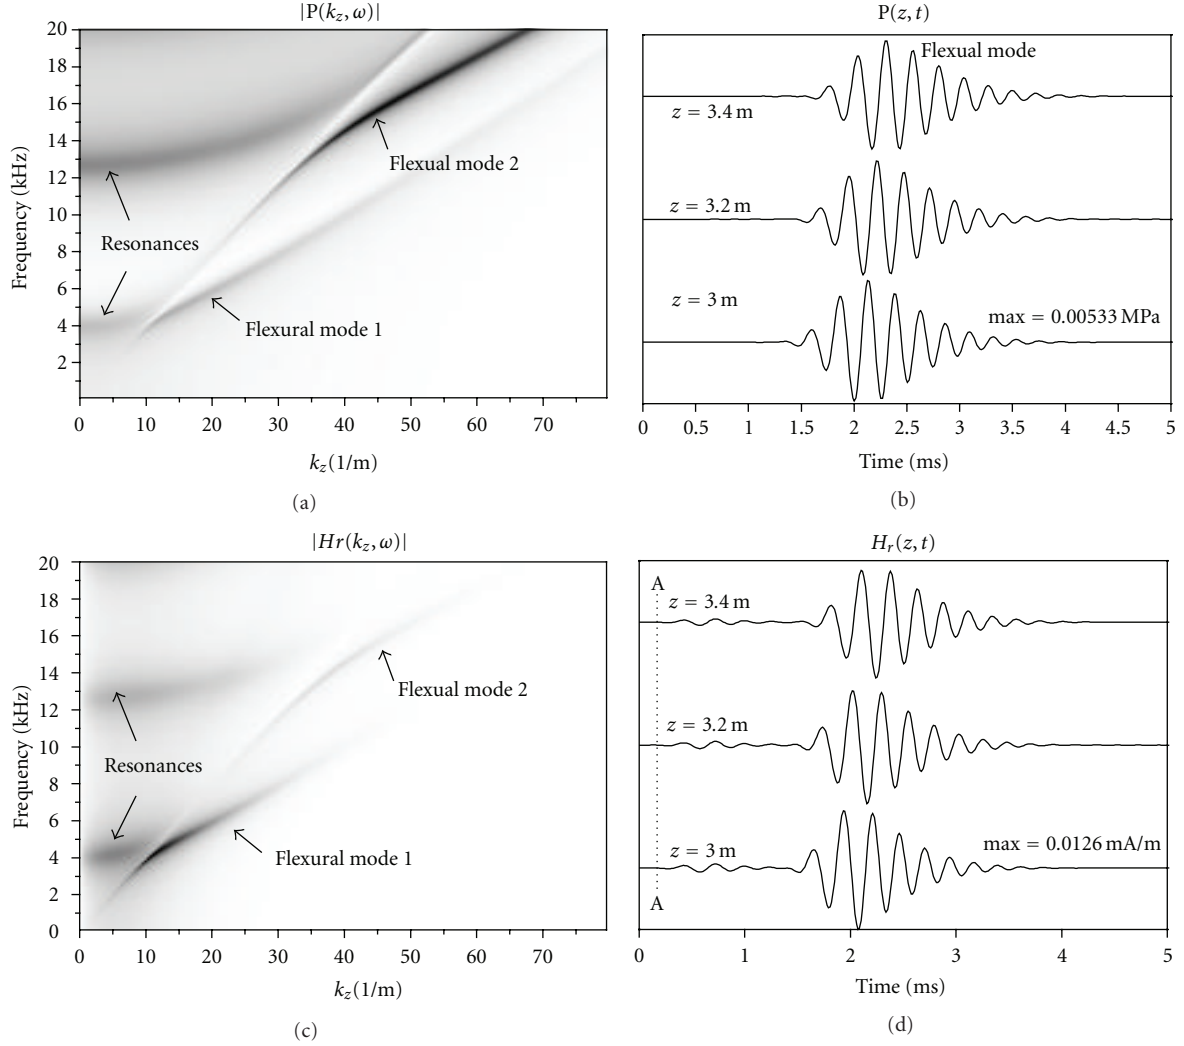 |P(k_z, ω)|
20
18
16
14
12
10
8
6
4
2
Frequency (kHz)
Flexual mode 2
Resonances
Flexural mode 1
0 10 20 30 40 50 60 70
k_z(1/m)
(a)
P(z, t)
Flexual mode
z = 3.4 m
z = 3.2 m
z = 3 m
max = 0.00533 MPa
0 0.5 1 1.5 2 2.5 3 3.5 4 4.5 5
Time (ms)
(b)
|Hr(k_z, ω)|
20
18
16
14
12
10
8
6
4
2
0
Frequency (kHz)
Flexual mode 2
Resonances
Flexural mode 1
0 10 20 30 40 50 60 70
k_z(1/m)
(c)
H_r(z, t)
A
z = 3.4 m
z = 3.2 m
z = 3 m
max = 0.0126 mA/m
A
0 1 2 3 4 5
Time (ms)
(d)